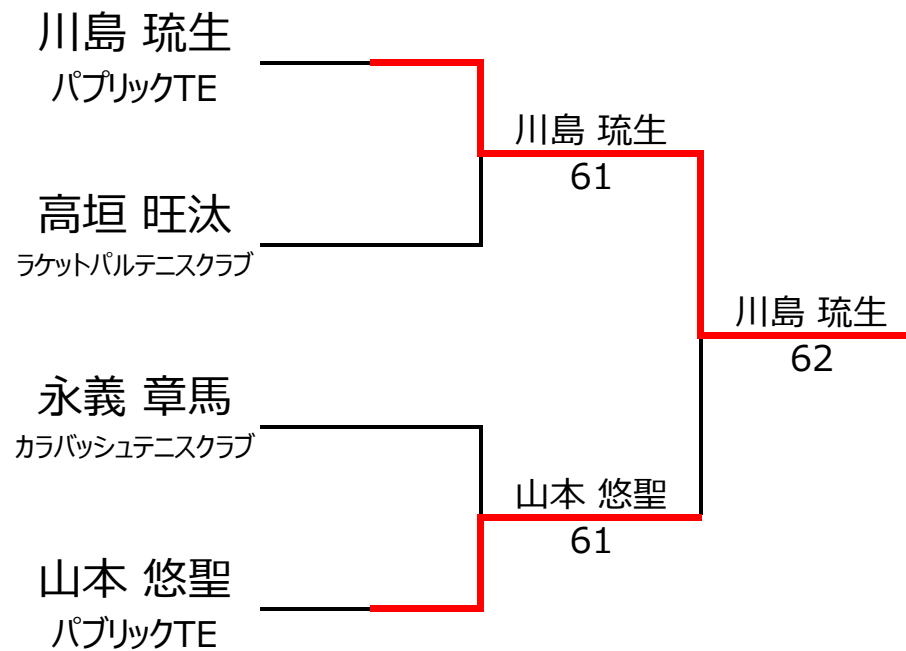 川島 琉生
パプリックTE
川島 琉生
61
高垣 旺汰
ラケットパルテニスクラブ
川島 琉生
62
永義 章馬
カラバッシュテニスクラブ
山本 悠聖
61
山本 悠聖
パブリックTE